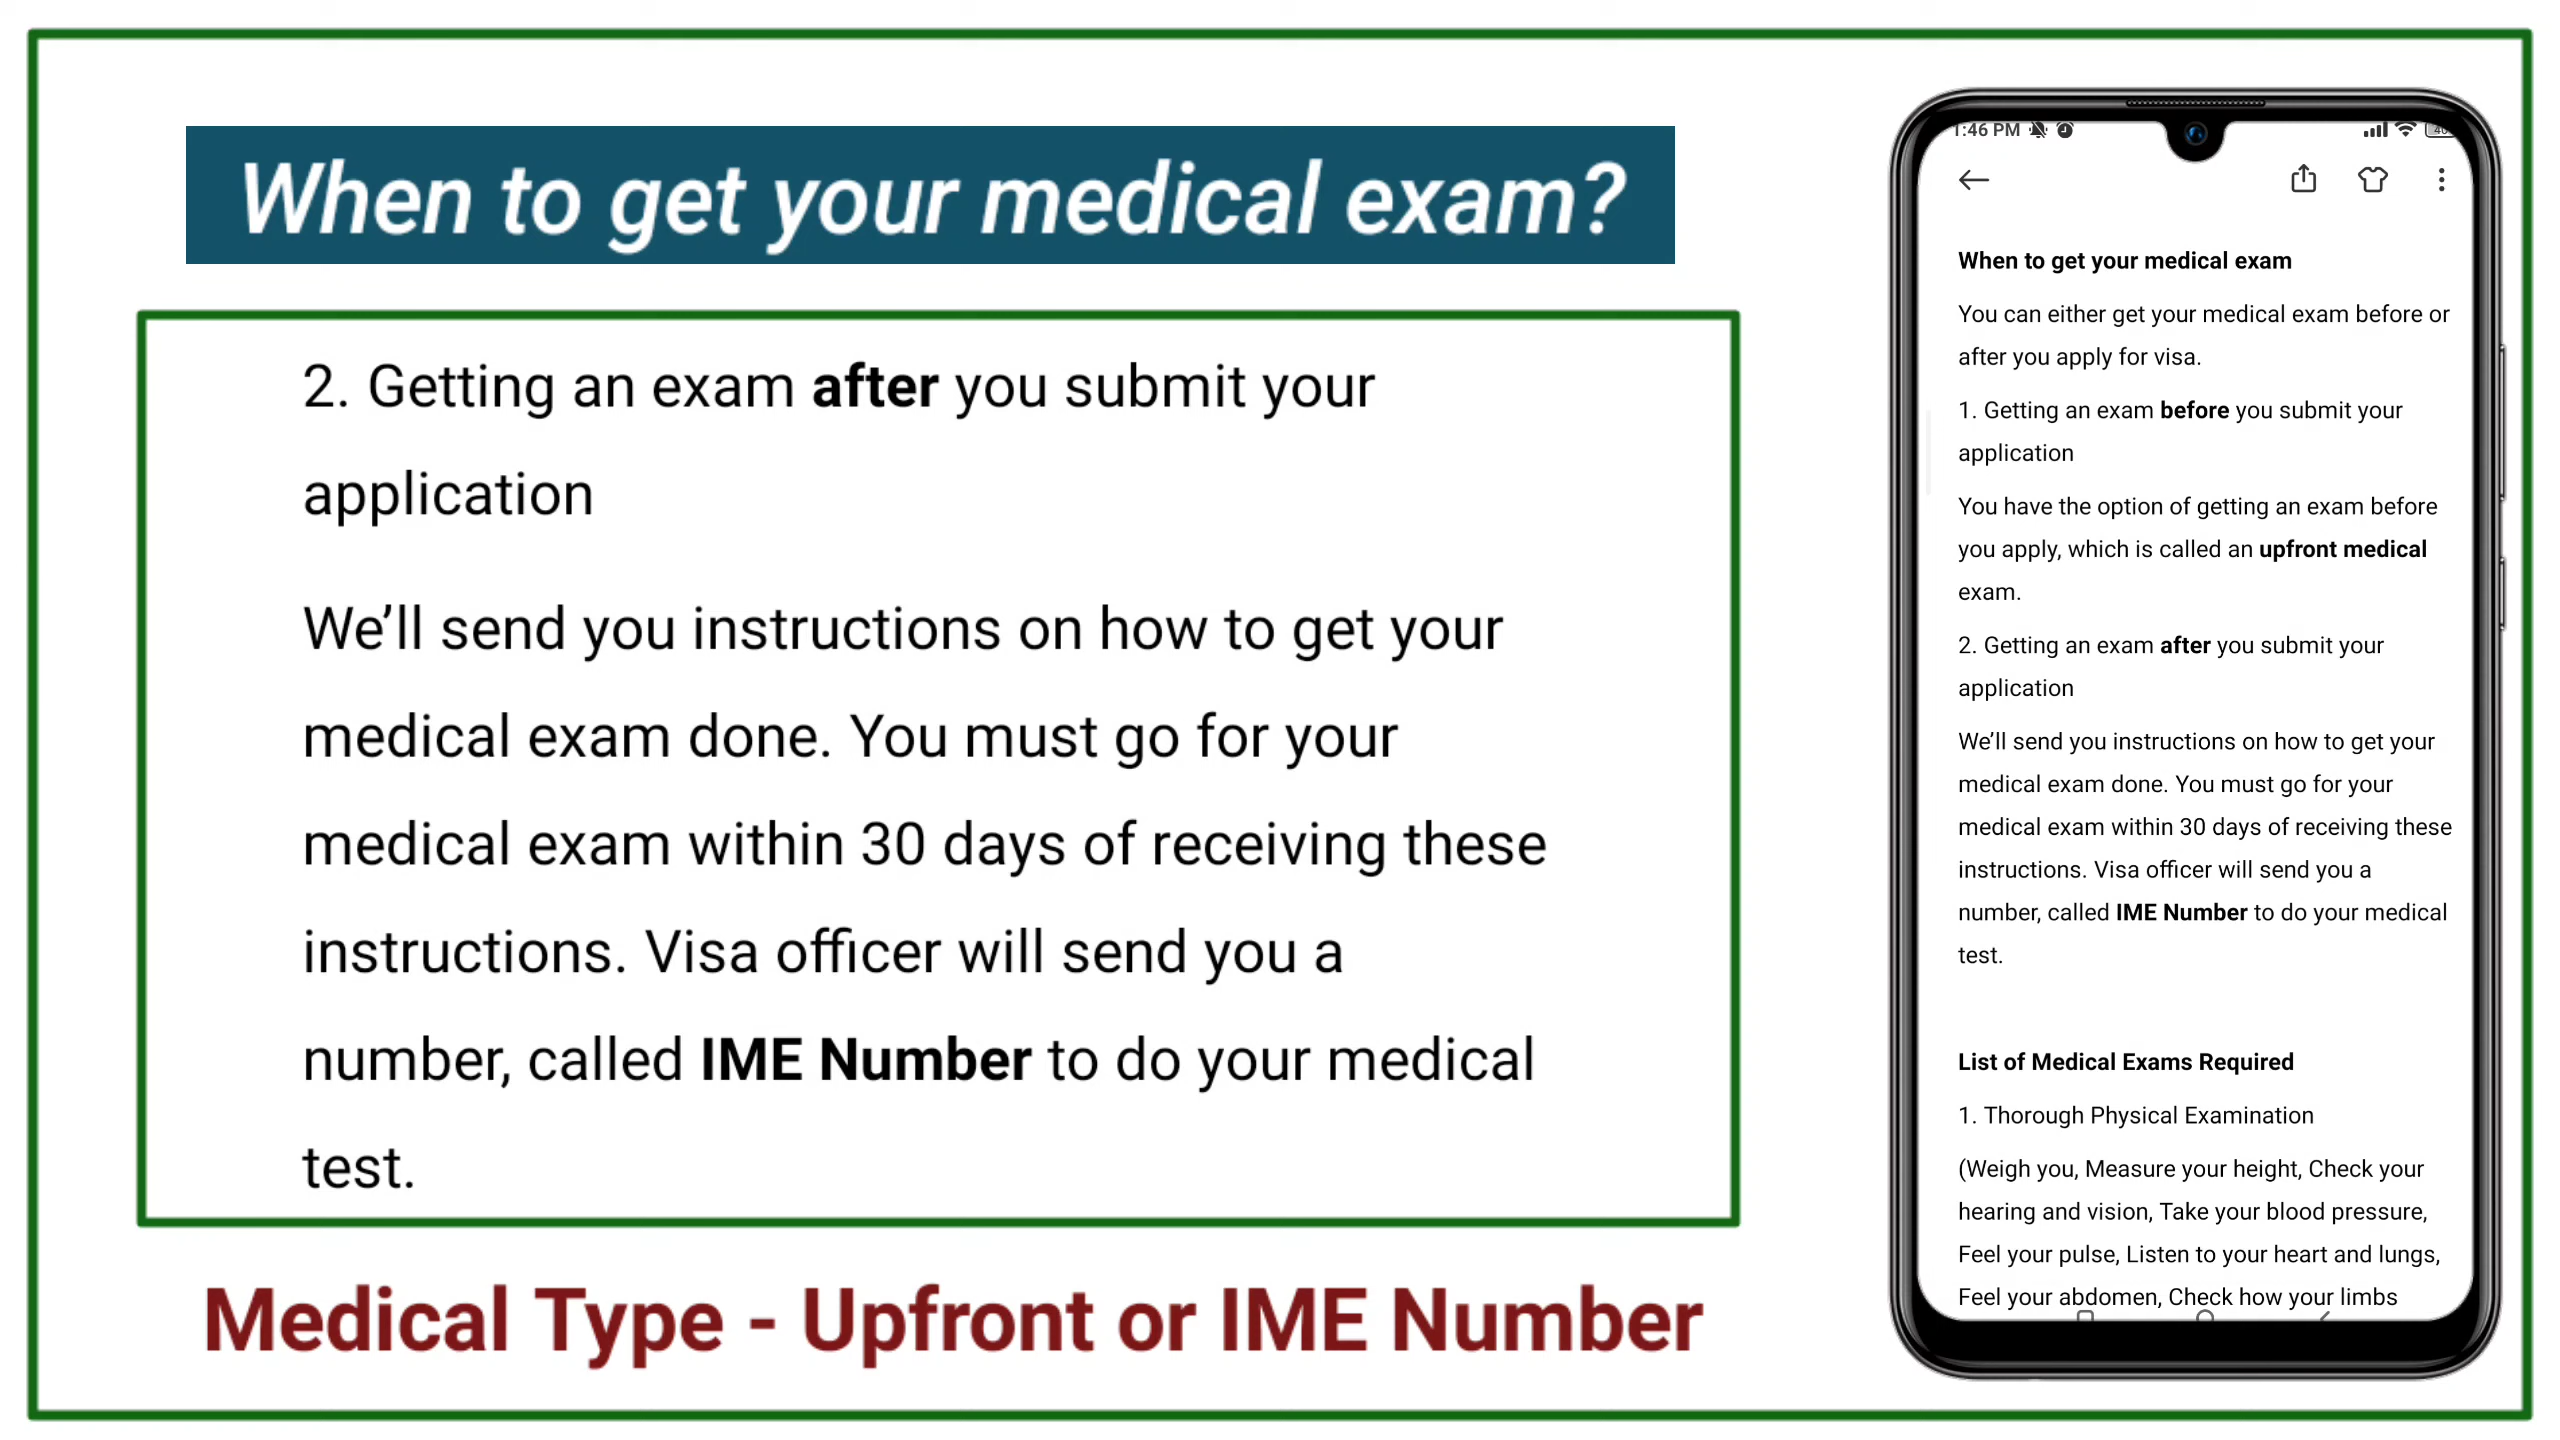 When to get your medical exam?
2. Getting an exam after you submit your
application
We’ll send you instructions on how to get your
medical exam done. You must go for your
medical exam within 30 days of receiving these
instructions. Visa officer will send you a
number, called IME Number to do your medical
test.
Medical Type - Upfront or IME Number
1:46 PM
When to get your medical exam
You can either get your medical exam before or
after you apply for visa.
1. Getting an exam before you submit your
application
You have the option of getting an exam before
you apply, which is called an upfront medical
exam.
2. Getting an exam after you submit your
application
We’ll send you instructions on how to get your
medical exam done. You must go for your
medical exam within 30 days of receiving these
instructions. Visa officer will send you a
number, called IME Number to do your medical
test.
List of Medical Exams Required
1. Thorough Physical Examination
(Weigh you, Measure your height, Check your
hearing and vision, Take your blood pressure,
Feel your pulse, Listen to your heart and lungs,
Feel your abdomen, Check how your limbs